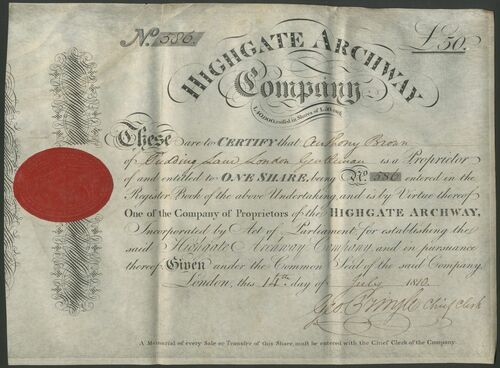 No. 586.
£50.
HIGHGATE ARCHWAY
Company.
£40,000, raised in Shares of £50 each.
These are to CERTIFY that Anthony Brown
of Pudding Lane London Gentleman is a Proprietor
of and entitled to ONE SHARE, being No 586 entered in the
Register Book of the above Undertaking, and is by Virtue thereof
One of the Company of Proprietors of the HIGHGATE ARCHWAY,
Incorporated by Act of Parliament for establishing the
said Highgate Archway Company, and in pursuance
thereof Given under the Common Seal of the said Company.
London, this 14th day of July 1810.
Geo. Pringle Chief Clerk
A Memorial of every Sale or Transfer of this Share, must be entered with the Chief Clerk of the Company.